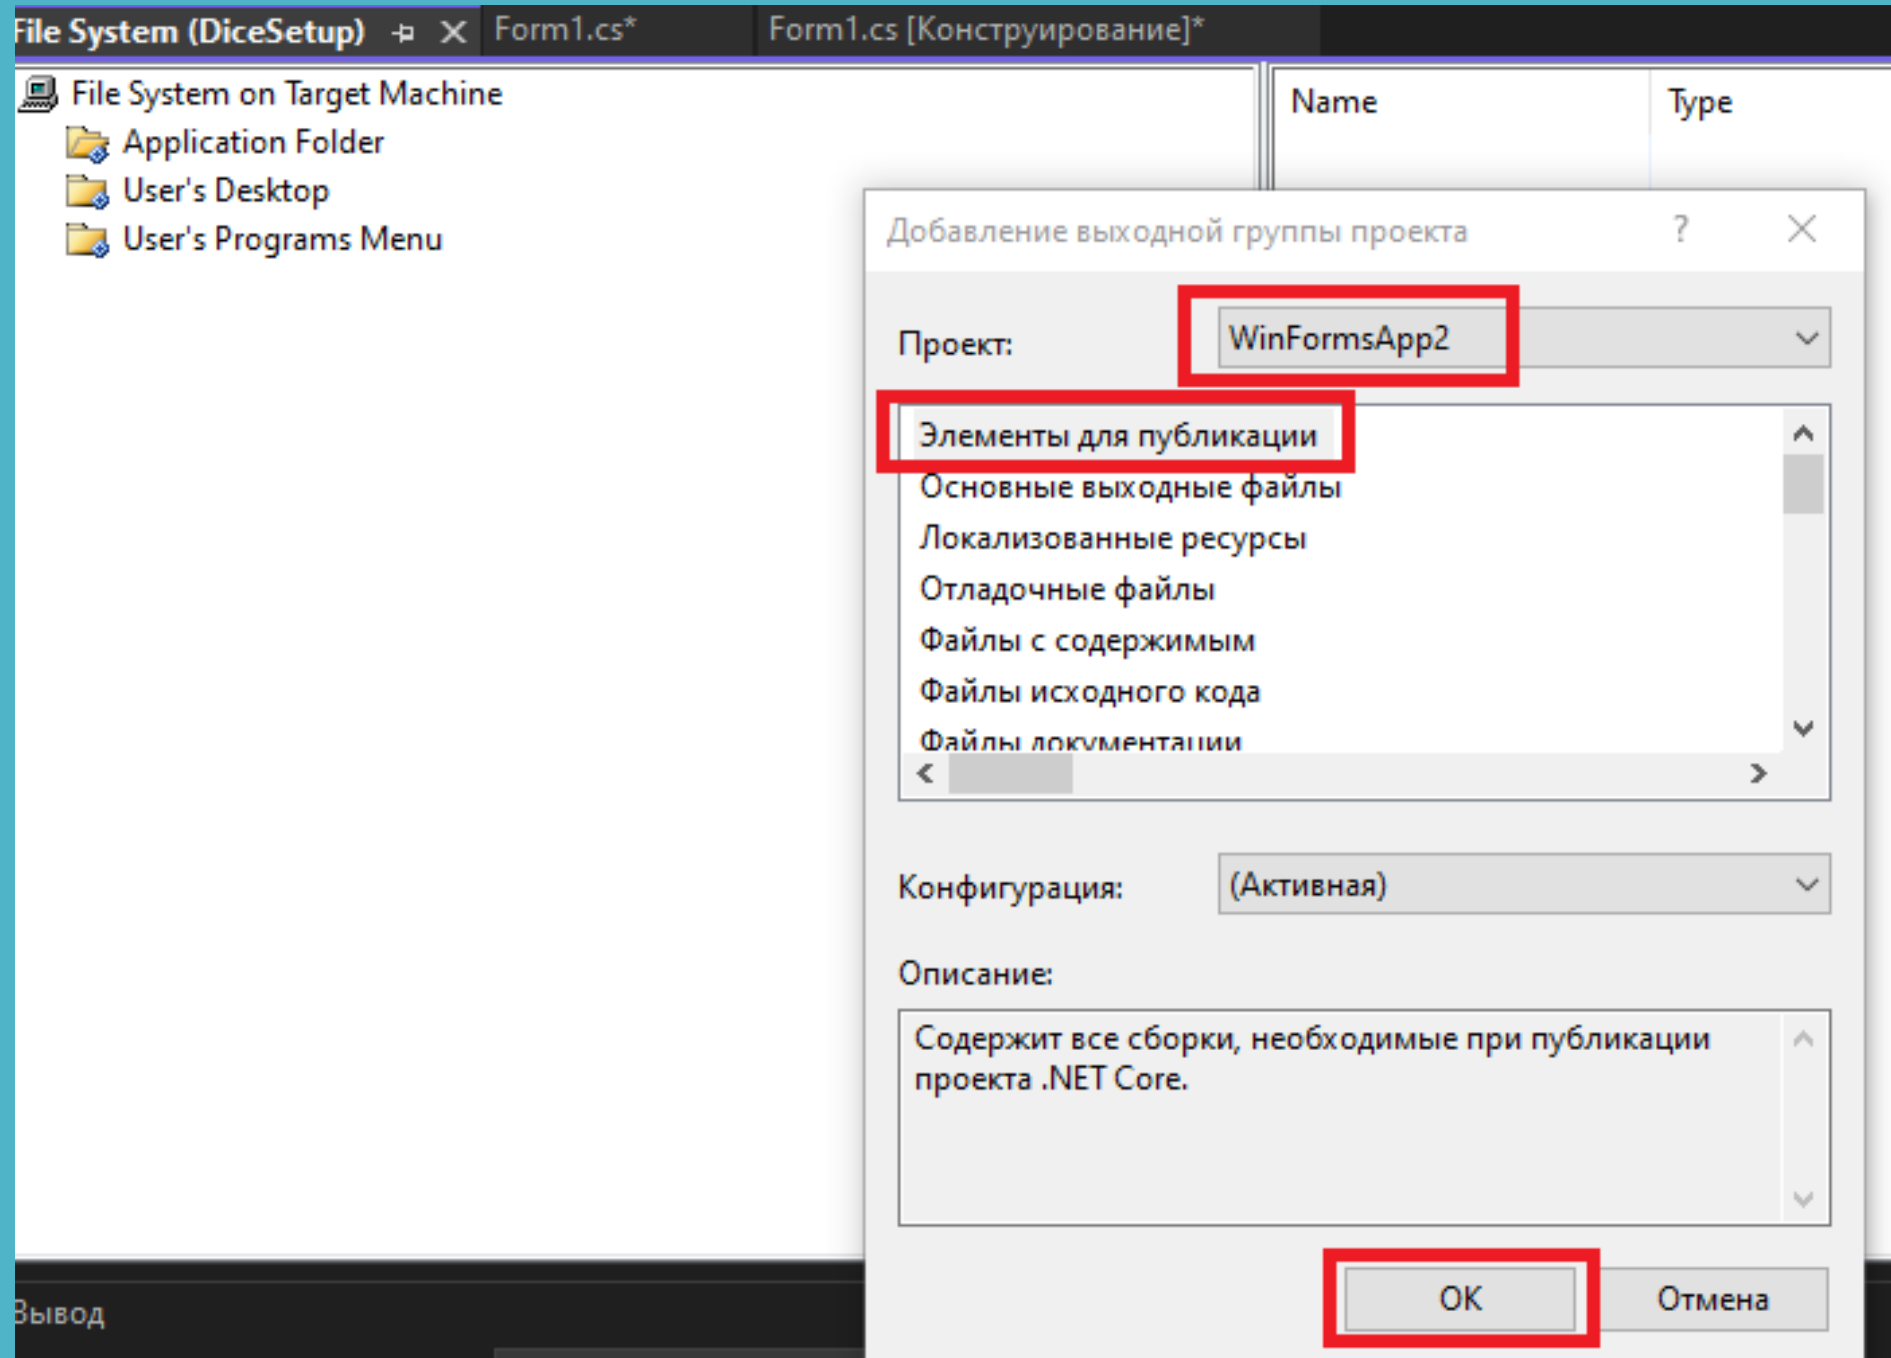 File System (DiceSetup) Form1.cs* Form1.cs [Конструирование]*
File System on Target Machine
Application Folder
User's Desktop
User's Programs Menu
Name Type
Добавление выходной группы проекта ?
Проект: WinFormsApp2
Элементы для публикации
Основные выходные файлы
Локализованные ресурсы
Отладочные файлы
Файлы с содержимым
Файлы исходного кода
Файлы документации
Конфигурация: (Активная)
Описание:
Содержит все сборки, необходимые при публикации
проекта .NET Core.
ОК Отмена
Вывод